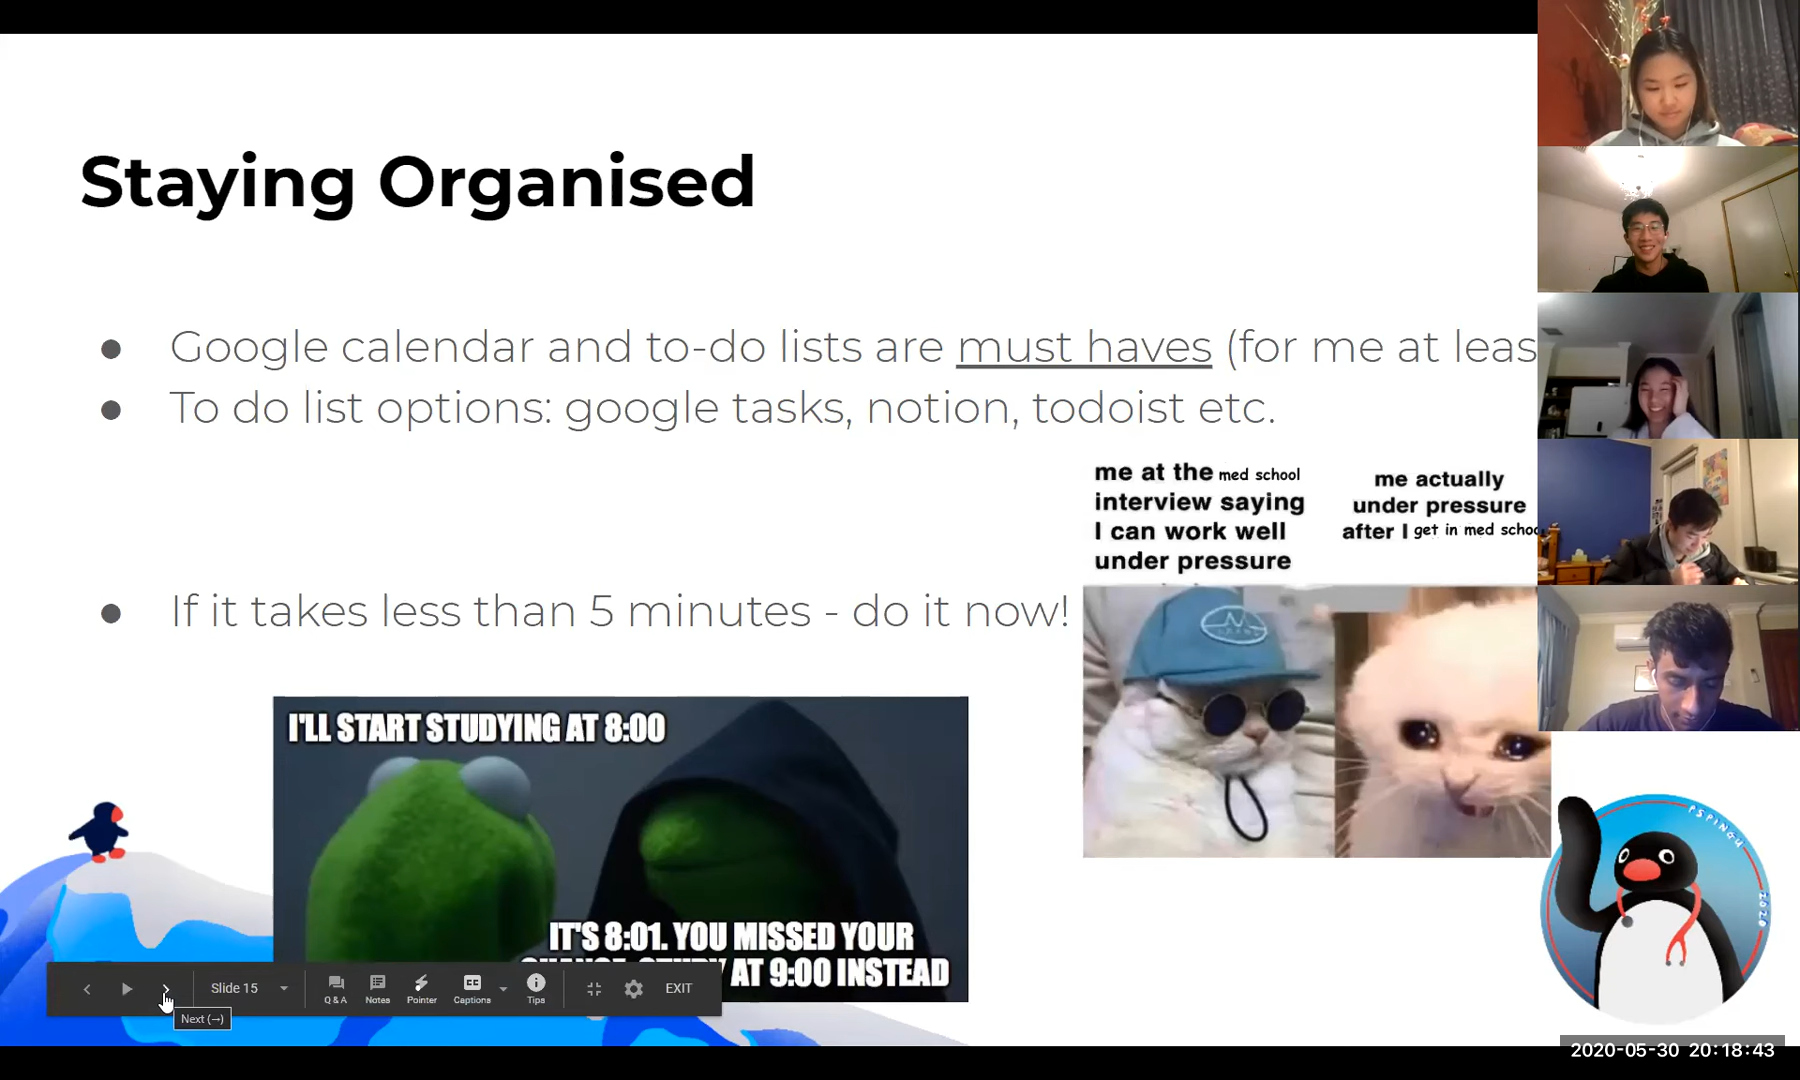 Staying Organised
Google calendar and to-do lists are must haves (for me at leas
To do list options: google tasks, notion, todoist etc.
me at the med school
interview saying
I can work well
under pressure
me actually
under pressure
after I get in med schoo
If it takes less than 5 minutes - do it now!
I'LL START STUDYING AT 8:00
IT'S 8:01. YOU MISSED YOUR
AT 9:00 INSTEAD
PSPINGU
2020
Slide 15
Q & A
Notes
Pointer
CC
Captions
Tips
EXIT
Next (→)
2020-05-30 20:18:43